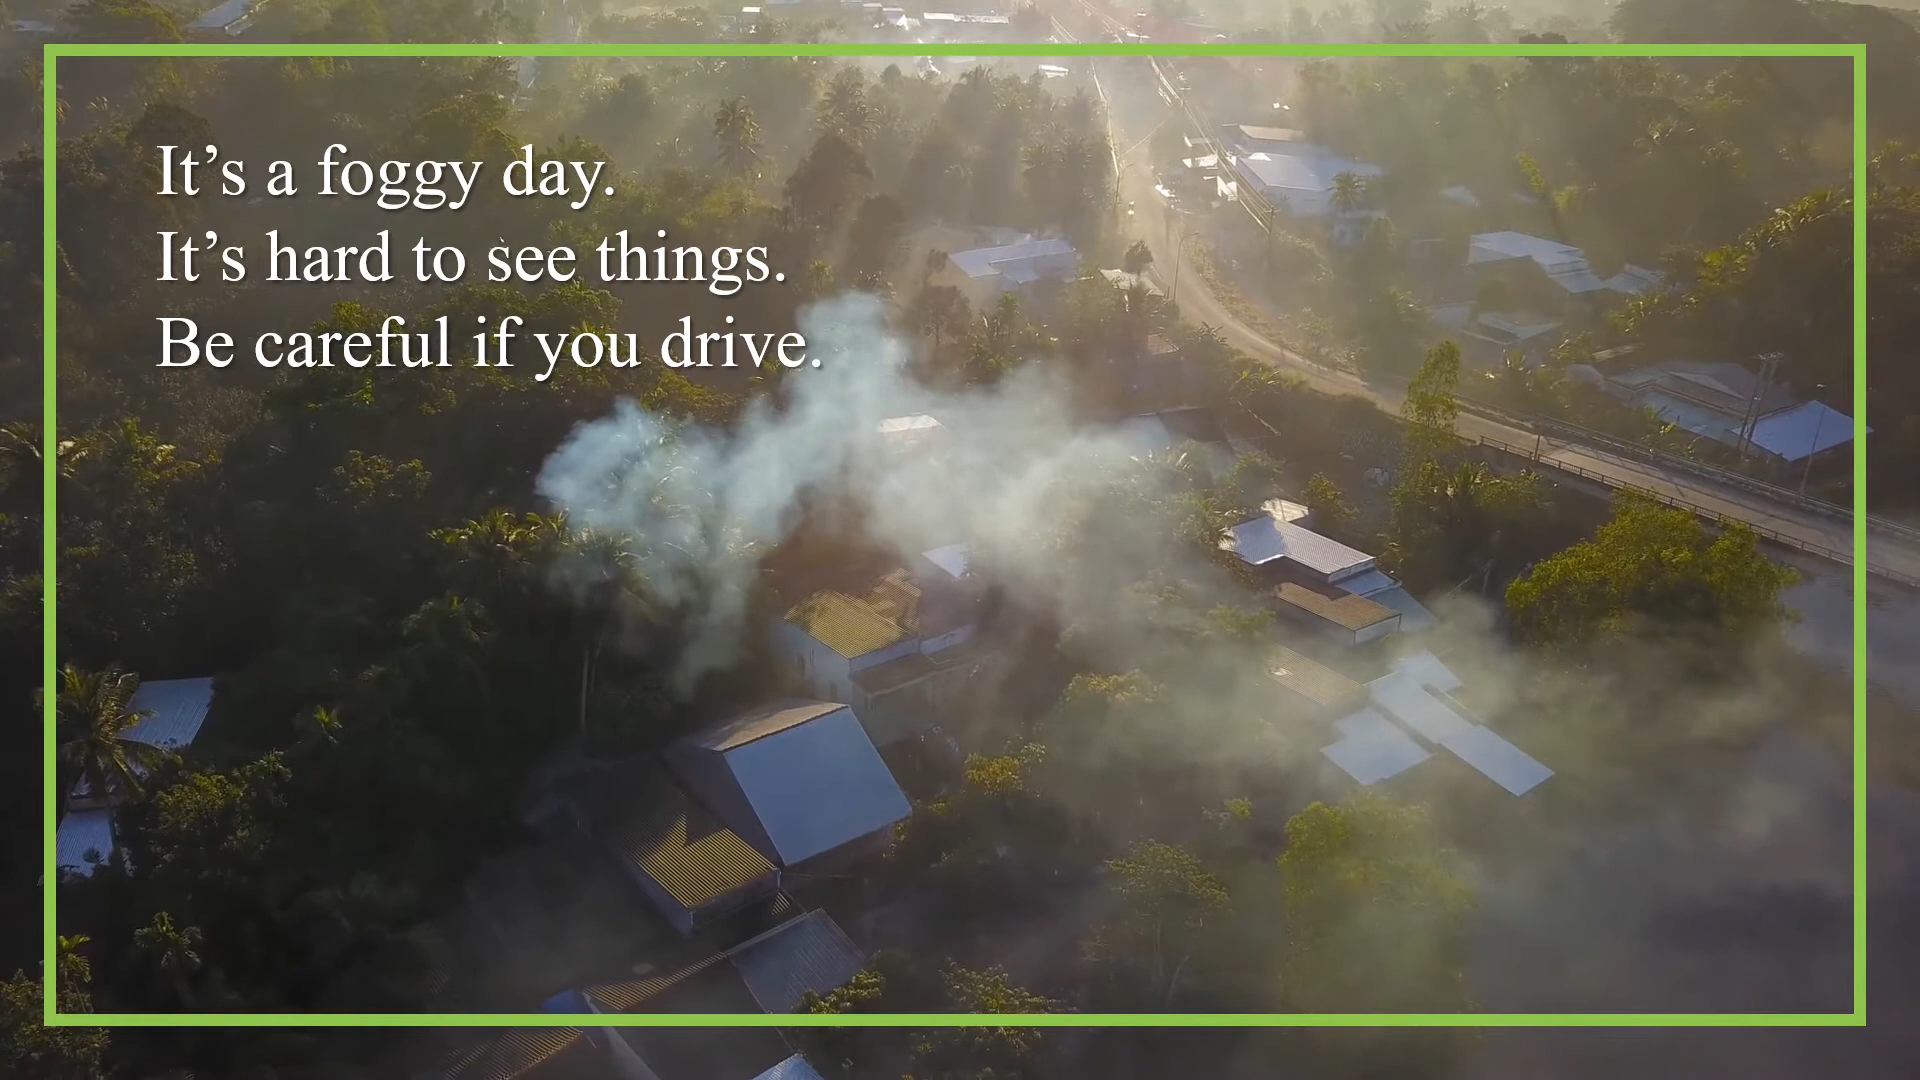 It’s a foggy day.
It’s hard to see things.
Be careful if you drive.